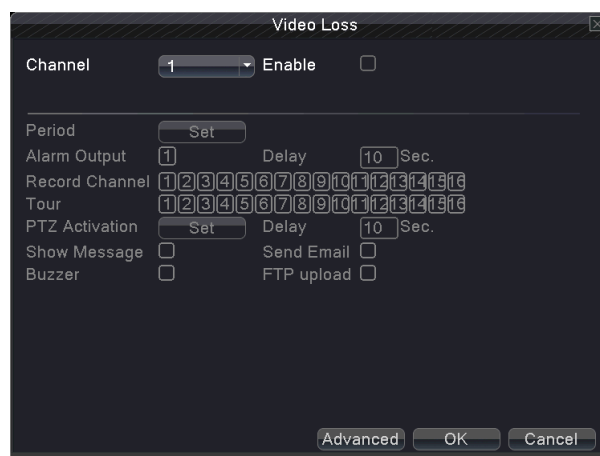 Video Loss
Channel 1 Enable
Period Set
Alarm Output 1 Delay 10 Sec.
Record Channel 1 2 3 4 5 6 7 8 9 10 11 12 13 14 15 16
Tour 1 2 3 4 5 6 7 8 9 10 11 12 13 14 15 16
PTZ Activation Set Delay 10 Sec.
Show Message Send Email
Buzzer FTP upload
Advanced OK Cancel